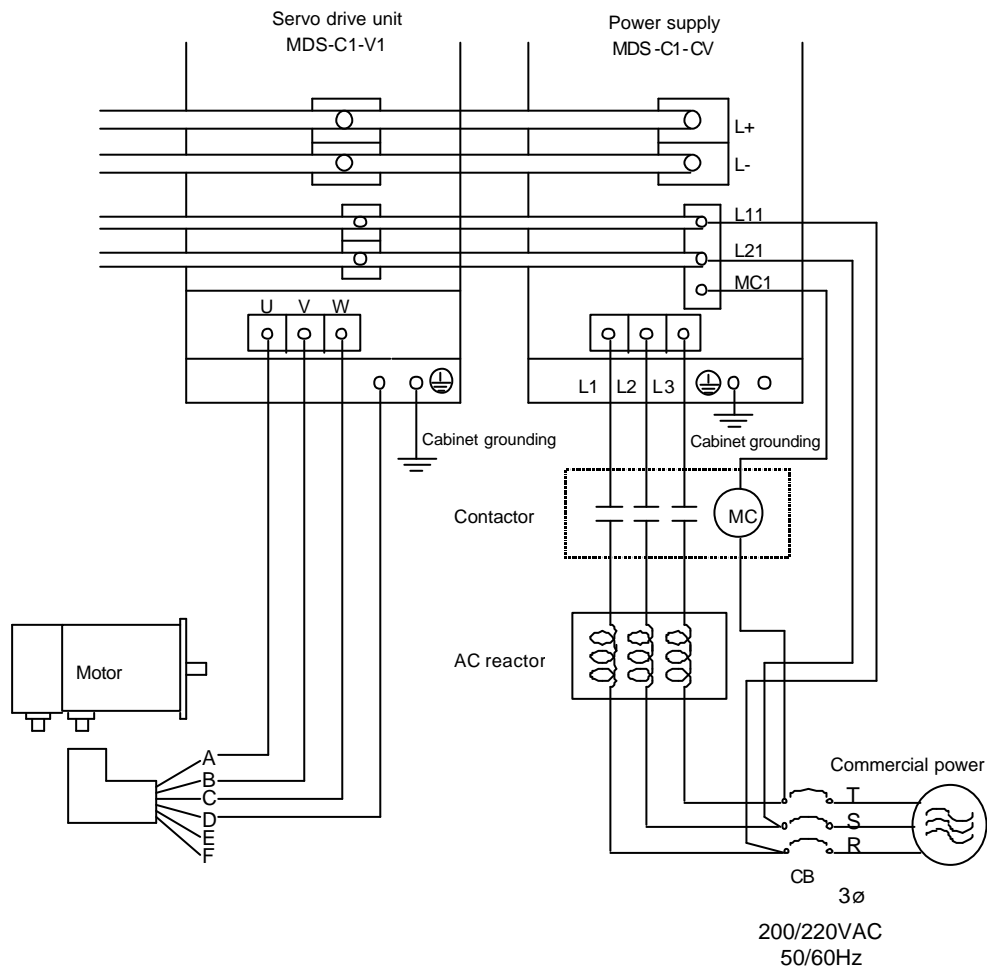 Servo drive unit
MDS-C1-V1
Power supply
MDS-C1-CV
L+
L-
L11
L21
MC1
U V W
L1 L2 L3
Cabinet grounding
Cabinet grounding
Contactor
MC
AC reactor
Motor
A
B
C
D
E
F
Commercial power
T
S
R
CB
3ø
200/220VAC
50/60Hz